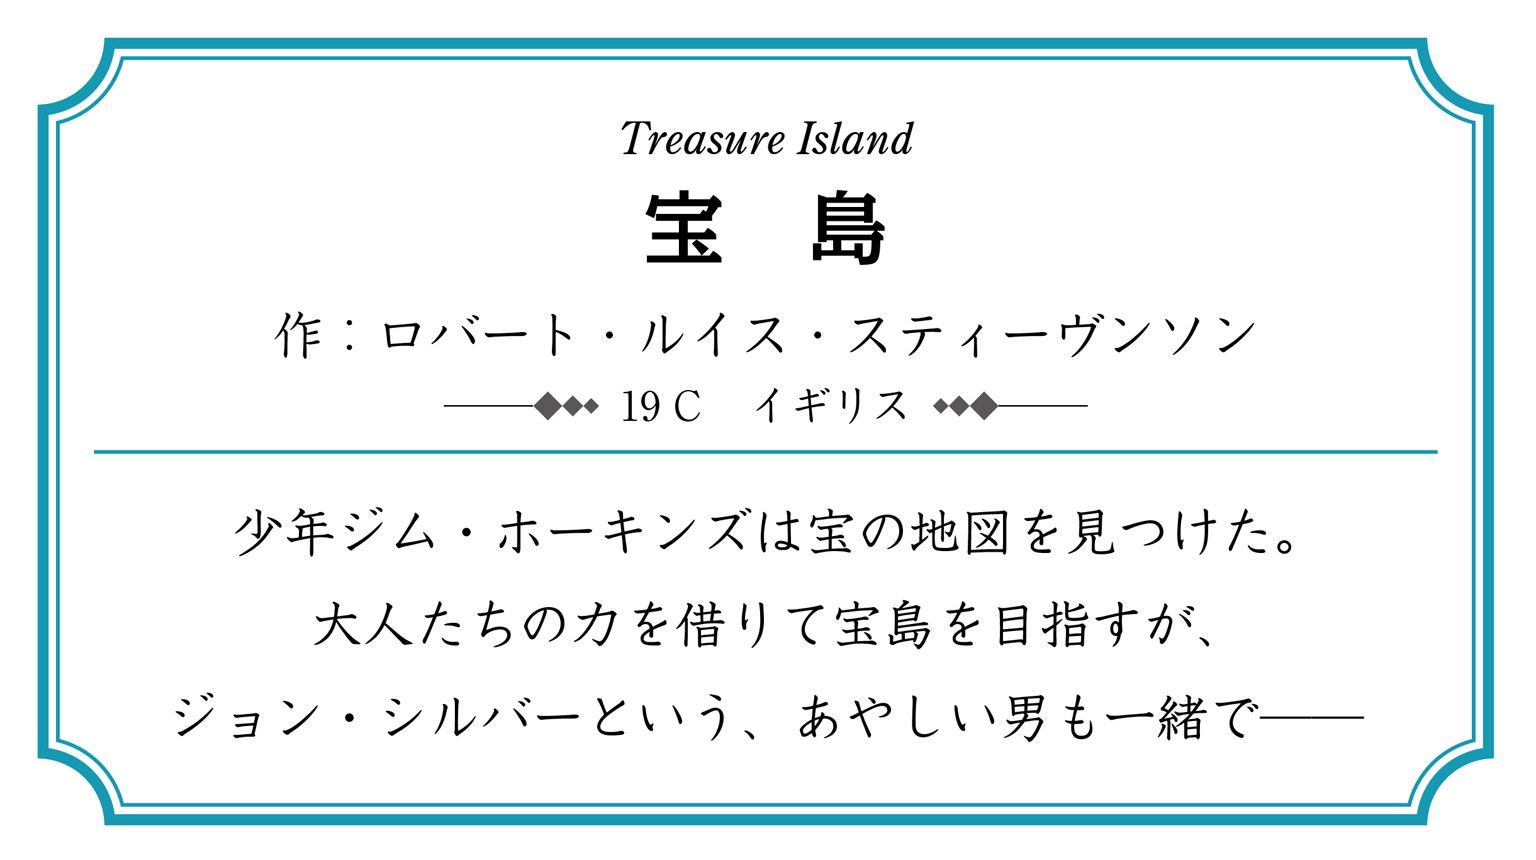 Treasure Island
宝　島
作：ロバート・ルイス・スティーヴンソン
19 C　イギリス
少年ジム・ホーキンズは宝の地図を見つけた。
大人たちの力を借りて宝島を目指すが、
ジョン・シルバーという、あやしい男も一緒で――